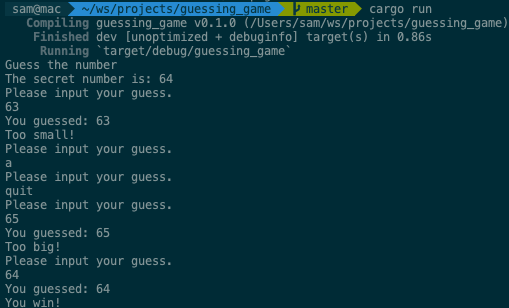 sam@mac ~/ws/projects/guessing_game master cargo run
Compiling guessing_game v0.1.0 (/Users/sam/ws/projects/guessing_game)
Finished dev [unoptimized + debuginfo] target(s) in 0.86s
Running `target/debug/guessing_game`
Guess the number
The secret number is: 64
Please input your guess.
63
You guessed: 63
Too small!
Please input your guess.
a
Please input your guess.
quit
Please input your guess.
65
You guessed: 65
Too big!
Please input your guess.
64
You guessed: 64
You win!